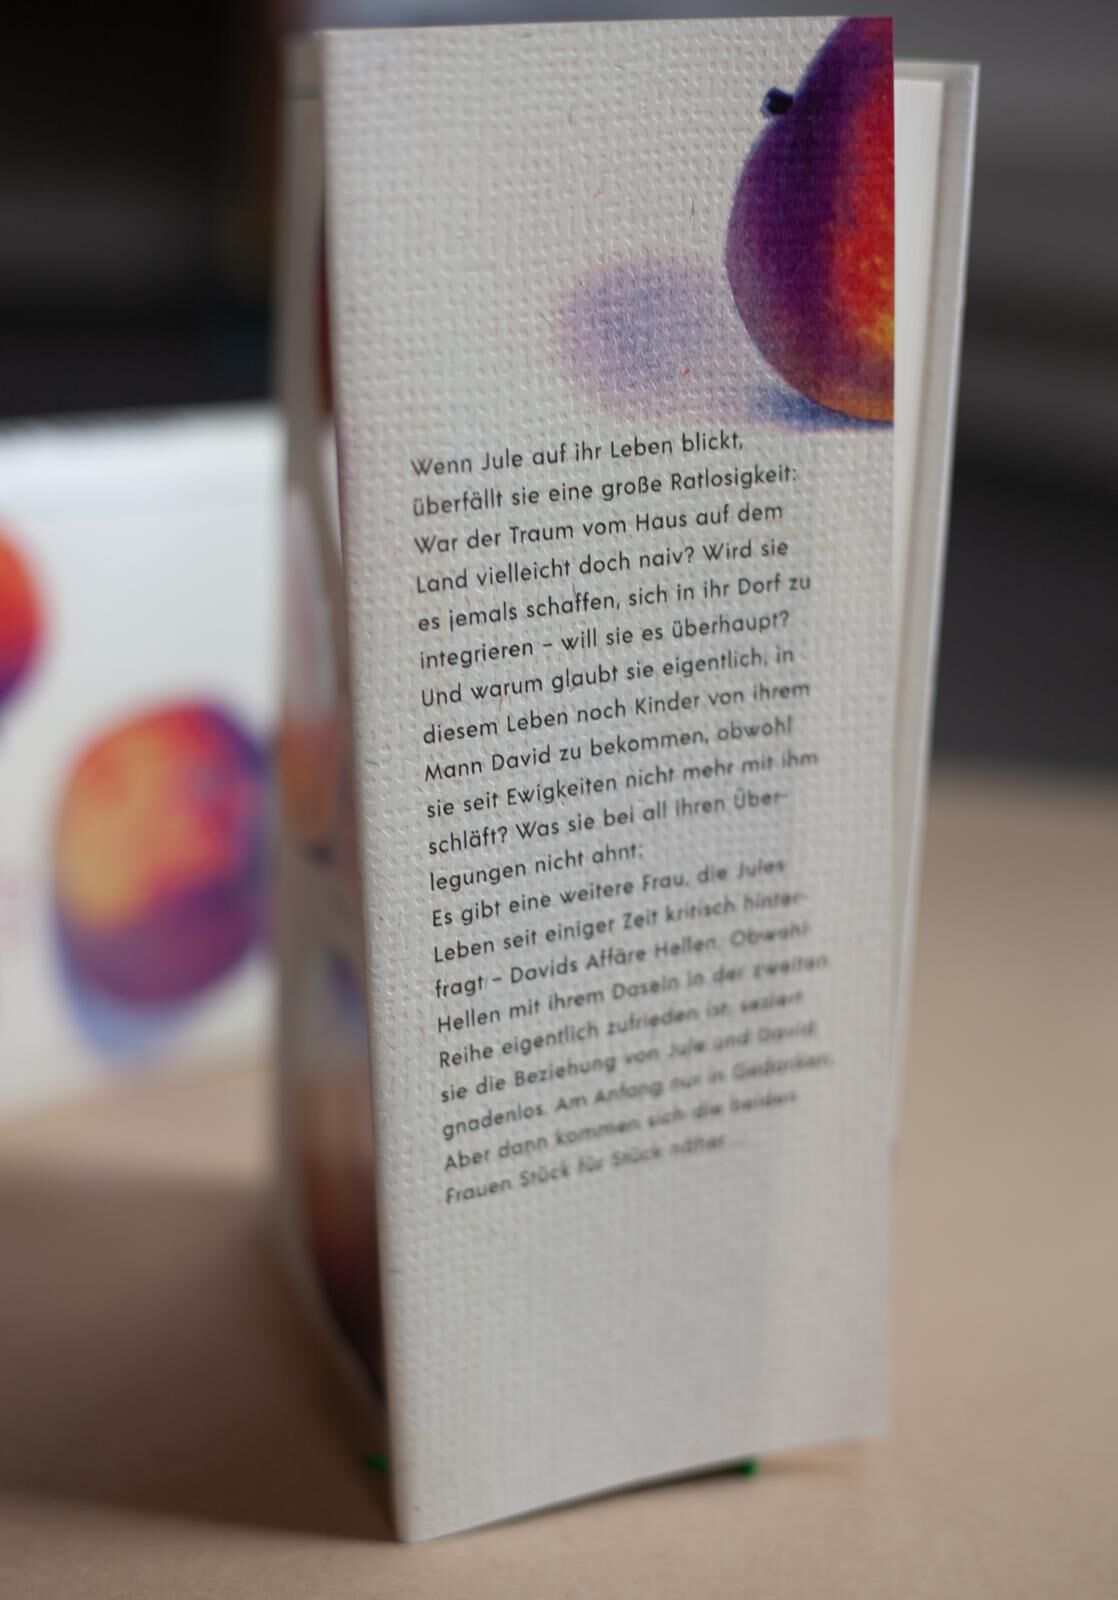 Wenn Jule auf ihr Leben blickt,
überfällt sie eine große Ratlosigkeit:
War der Traum vom Haus auf dem
Land vielleicht doch naiv? Wird sie
es jemals schaffen, sich in ihr Dorf zu
integrieren – will sie es überhaupt?
Und warum glaubt sie eigentlich, in
diesem Leben noch Kinder von ihrem
Mann David zu bekommen, obwohl
sie seit Ewigkeiten nicht mehr mit ihm
schläft? Was sie bei all ihren Über-
legungen nicht ahnt:
Es gibt eine weitere Frau, die Jules
Leben seit einiger Zeit kritisch hinter-
fragt – Davids Affäre Hellen. Obwohl
Hellen mit ihrem Dasein in der zweiten
Reihe eigentlich zufrieden ist, seziert
sie die Beziehung von Jule und David
gnadenlos. Am Anfang nur in Gedanken.
Aber dann kommen sich die beiden
Frauen Stück für Stück näher ...